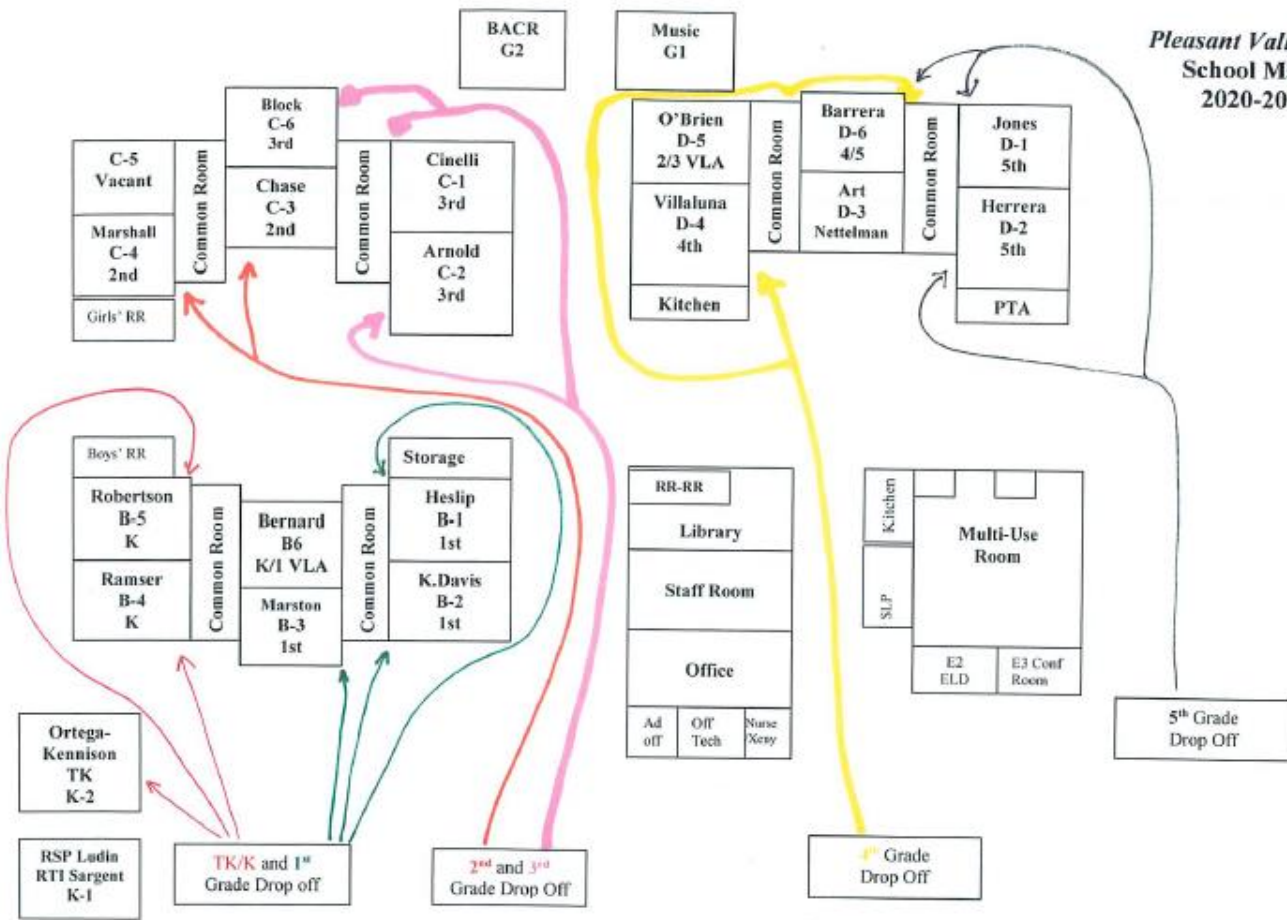 BACR
G2
Music
G1
Pleasant Vall
School M
2020-20
Block
C-6
3rd
C-5
Vacant
Common Room
Chase
C-3
2nd
Common Room
Cinelli
C-1
3rd
Marshall
C-4
2nd
Arnold
C-2
3rd
Girls' RR
O'Brien
D-5
2/3 VLA
Common Room
Barrera
D-6
4/5
Common Room
Jones
D-1
5th
Villaluna
D-4
4th
Art
D-3
Nettelman
Herrera
D-2
5th
Kitchen
PTA
Boys' RR
Robertson
B-5
K
Common Room
Bernard
B6
K/1 VLA
Common Room
Storage
Heslip
B-1
1st
Ramser
B-4
K
Marston
B-3
1st
K.Davis
B-2
1st
RR-RR
Library
Staff Room
Office
Ad
off
Off
Tech
Nurse
/Xeny
Kitchen
SLP
Multi-Use
Room
E2
ELD
E3 Conf
Room
Ortega-
Kennison
TK
K-2
RSP Ludin
RTI Sargent
K-1
TK/K and 1st
Grade Drop off
2nd and 3rd
Grade Drop Off
4th Grade
Drop Off
5th Grade
Drop Off